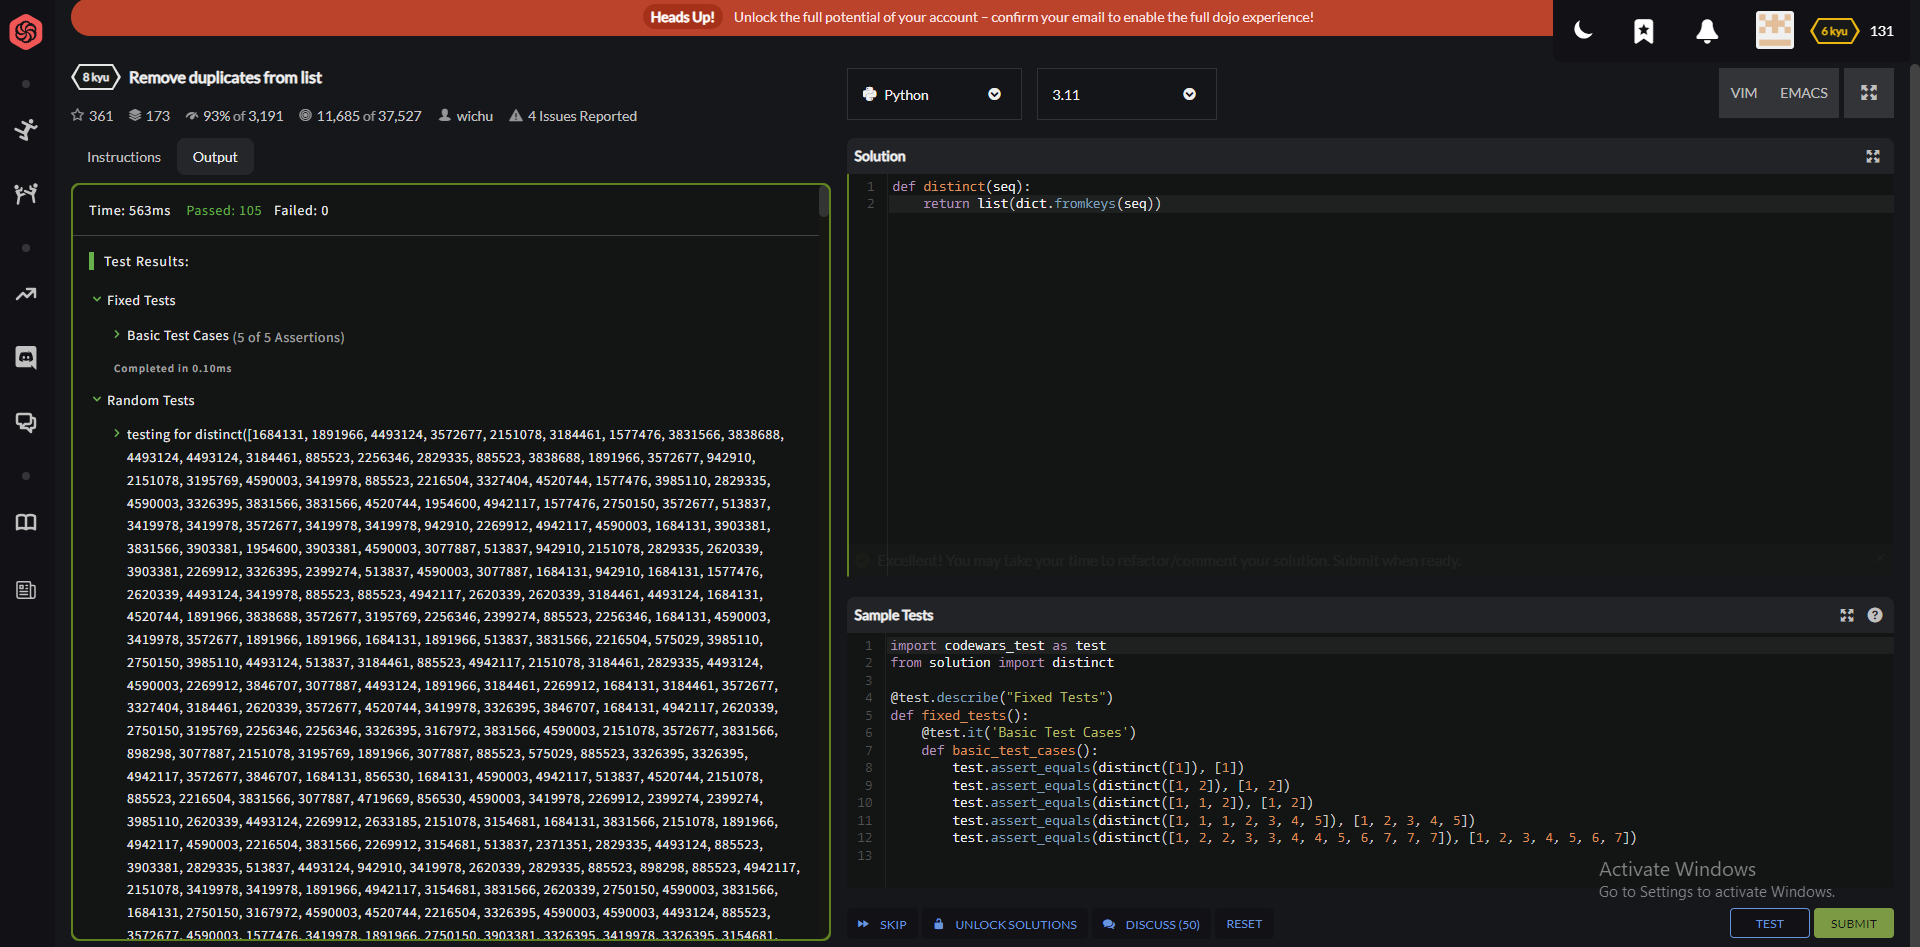 Heads Up! Unlock the full potential of your account – confirm your email to enable the full dojo experience!
6 kyu 131
8 kyu Remove duplicates from list
361 173 93% of 3,191 11,685 of 37,527 wichu 4 Issues Reported
Instructions Output
Time: 563ms Passed: 105 Failed: 0
Test Results:
Fixed Tests
Basic Test Cases (5 of 5 Assertions)
Completed in 0.10ms
Random Tests
testing for distinct([1684131, 1891966, 4493124, 3572677, 2151078, 3184461, 1577476, 3831566, 3838688,
4493124, 4493124, 3184461, 885523, 2256346, 2829335, 885523, 3838688, 1891966, 3572677, 942910,
2151078, 3195769, 4590003, 3419978, 885523, 2216504, 3327404, 4520744, 1577476, 3985110, 2829335,
4590003, 3326395, 3831566, 3831566, 4520744, 1954600, 4942117, 1577476, 2750150, 3572677, 513837,
3419978, 3419978, 3572677, 3419978, 3419978, 942910, 2269912, 4942117, 4590003, 1684131, 3903381,
3831566, 3903381, 1954600, 3903381, 4590003, 3077887, 513837, 942910, 2151078, 2829335, 2620339,
3903381, 2269912, 3326395, 2399274, 513837, 4590003, 3077887, 1684131, 942910, 1684131, 1577476,
2620339, 4493124, 3419978, 885523, 885523, 4942117, 2620339, 2620339, 3184461, 4493124, 1684131,
4520744, 1891966, 3838688, 3572677, 3195769, 2256346, 2399274, 885523, 2256346, 1684131, 4590003,
3419978, 3572677, 1891966, 1891966, 1684131, 1891966, 513837, 3831566, 2216504, 575029, 3985110,
2750150, 3985110, 4493124, 513837, 3184461, 885523, 4942117, 2151078, 3184461, 2829335, 4493124,
4590003, 2269912, 3846707, 3077887, 4493124, 1891966, 3184461, 2269912, 1684131, 3184461, 3572677,
3327404, 3184461, 2620339, 3572677, 4520744, 3419978, 3326395, 3846707, 1684131, 4942117, 2620339,
2750150, 3195769, 2256346, 2256346, 3326395, 3167972, 3831566, 4590003, 2151078, 3572677, 3831566,
898298, 3077887, 2151078, 3195769, 1891966, 3077887, 885523, 575029, 885523, 3326395, 3326395,
4942117, 3572677, 3846707, 1684131, 856530, 1684131, 4590003, 4942117, 513837, 4520744, 2151078,
885523, 2216504, 3831566, 3077887, 4719669, 856530, 4590003, 3419978, 2269912, 2399274, 2399274,
3985110, 2620339, 4493124, 2269912, 2633185, 2151078, 3154681, 1684131, 3831566, 2151078, 1891966,
4942117, 4590003, 2216504, 3831566, 2269912, 3154681, 513837, 2371351, 2829335, 4493124, 885523,
3903381, 2829335, 513837, 4493124, 942910, 3419978, 2620339, 2829335, 885523, 898298, 885523, 4942117,
2151078, 3419978, 3419978, 1891966, 4942117, 3154681, 3831566, 2620339, 2750150, 4590003, 3831566,
1684131, 2750150, 3167972, 4590003, 4520744, 2216504, 3326395, 4590003, 4590003, 4493124, 885523,
3572677, 4590003, 1577476, 3419978, 1891966, 2750150, 3903381, 3326395, 3419978, 3326395, 3154681,
Python 3.11 VIM EMACS
Solution
1 def distinct(seq):
2 return list(dict.fromkeys(seq))
Excellent! You may take your time to refactor/comment your solution. Submit when ready.
Sample Tests
1 import codewars_test as test
2 from solution import distinct
3
4 @test.describe("Fixed Tests")
5 def fixed_tests():
6 @test.it('Basic Test Cases')
7 def basic_test_cases():
8 test.assert_equals(distinct([1]), [1])
9 test.assert_equals(distinct([1, 2]), [1, 2])
10 test.assert_equals(distinct([1, 1, 2]), [1, 2])
11 test.assert_equals(distinct([1, 1, 1, 2, 3, 4, 5]), [1, 2, 3, 4, 5])
12 test.assert_equals(distinct([1, 2, 2, 3, 3, 4, 4, 5, 6, 7, 7, 7]), [1, 2, 3, 4, 5, 6, 7])
13
Activate Windows
Go to Settings to activate Windows.
SKIP UNLOCK SOLUTIONS DISCUSS (50) RESET TEST SUBMIT